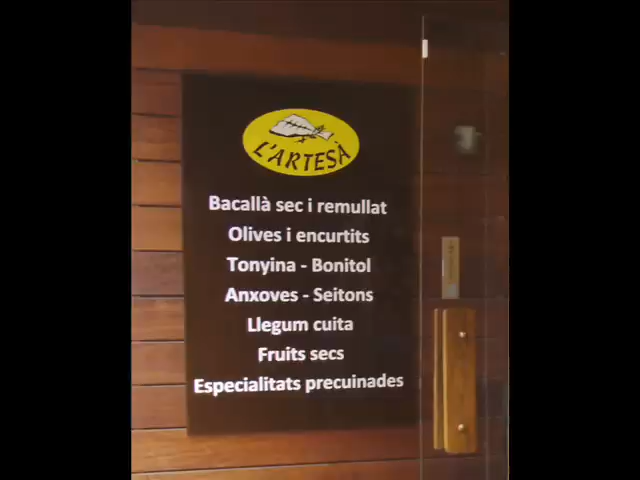 L'ARTESÀ
Bacallà sec i remullat
Olives i encurtits
Tonyina - Bonitol
Anxoves - Seitons
Llegum cuita
Fruits secs
Especialitats precuinades